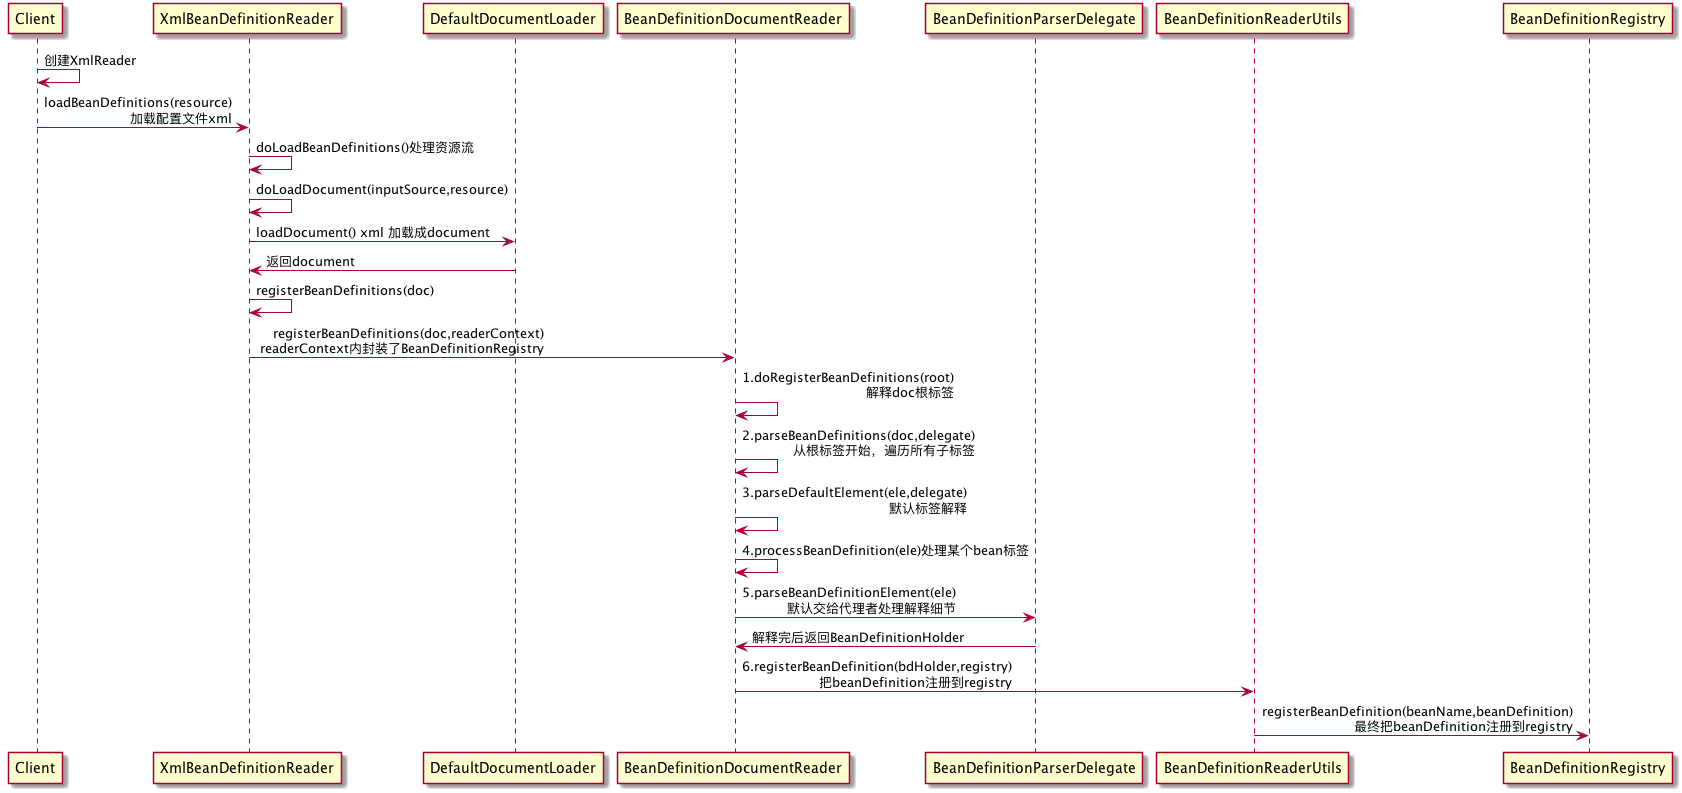 Client
XmlBeanDefinitionReader
DefaultDocumentLoader
BeanDefinitionDocumentReader
BeanDefinitionParserDelegate
BeanDefinitionReaderUtils
BeanDefinitionRegistry
创建XmlReader
loadBeanDefinitions(resource)
加载配置文件xml
doLoadBeanDefinitions()处理资源流
doLoadDocument(inputSource,resource)
loadDocument() xml 加载成document
返回document
registerBeanDefinitions(doc)
registerBeanDefinitions(doc,readerContext)
readerContext内封装了BeanDefinitionRegistry
1.doRegisterBeanDefinitions(root)
解释doc根标签
2.parseBeanDefinitions(doc,delegate)
从根标签开始，遍历所有子标签
3.parseDefaultElement(ele,delegate)
默认标签解释
4.processBeanDefinition(ele)处理某个bean标签
5.parseBeanDefinitionElement(ele)
默认交给代理者处理解释细节
解释完后返回BeanDefinitionHolder
6.registerBeanDefinition(bdHolder,registry)
把beanDefinition注册到registry
registerBeanDefinition(beanName,beanDefinition)
最终把beanDefinition注册到registry
Client
XmlBeanDefinitionReader
DefaultDocumentLoader
BeanDefinitionDocumentReader
BeanDefinitionParserDelegate
BeanDefinitionReaderUtils
BeanDefinitionRegistry